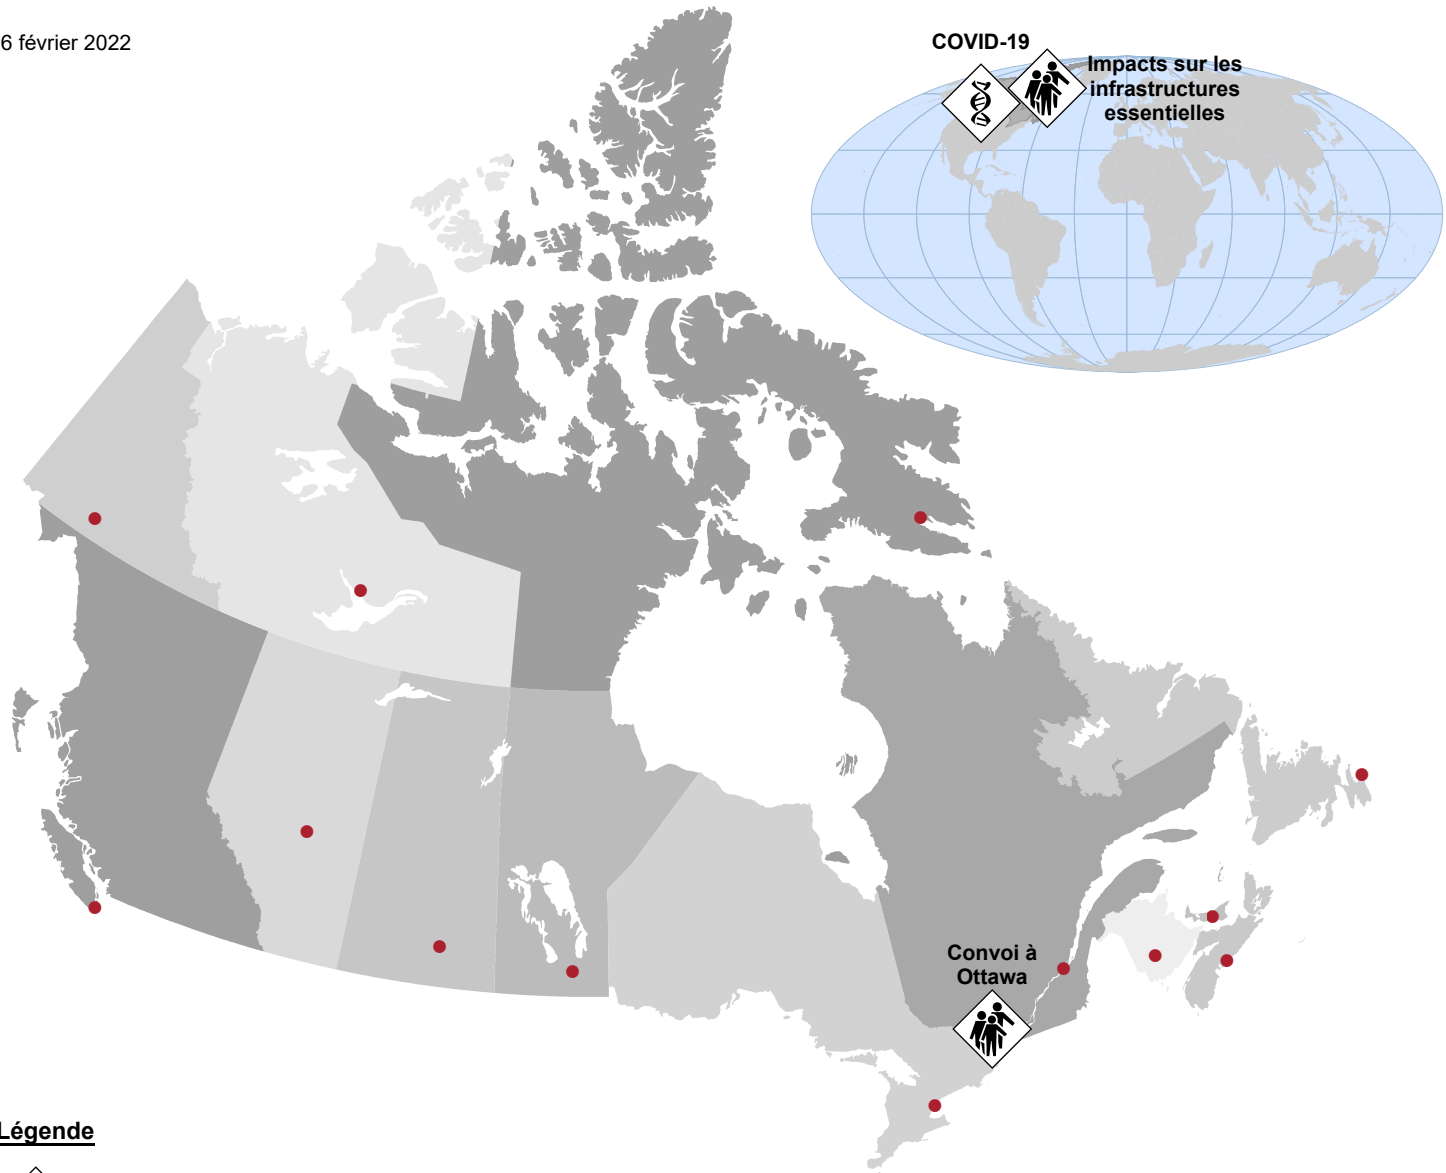 6 février 2022
COVID-19
Impacts sur les
infrastructures
essentielles
Convoi à
Ottawa
Légende